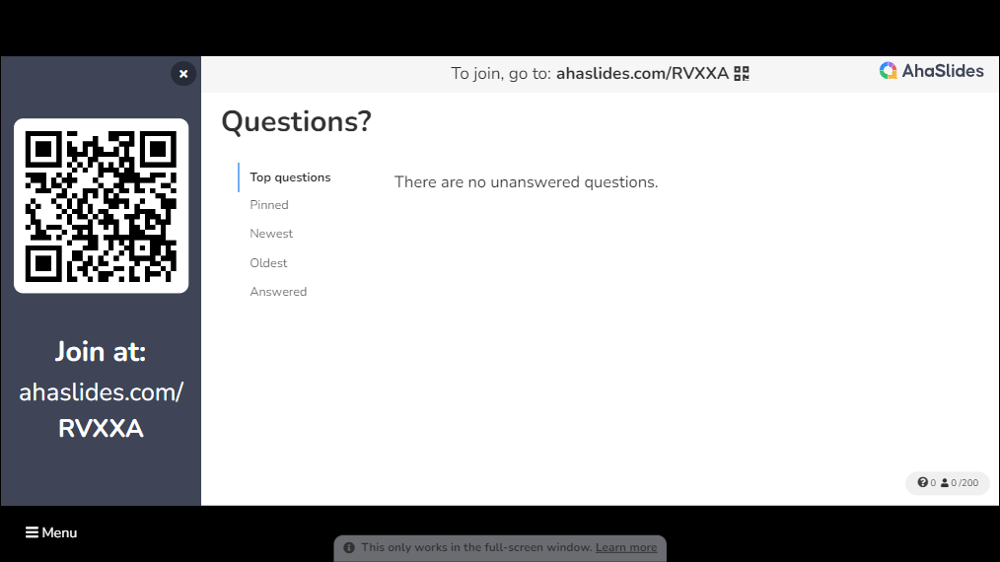 To join, go to: ahaslides.com/RVXXA
AhaSlides
Questions?
Top questions
Pinned
Newest
Oldest
Answered
There are no unanswered questions.
Join at:
ahaslides.com/
RVXXA
0 0 /200
Menu
This only works in the full-screen window. Learn more